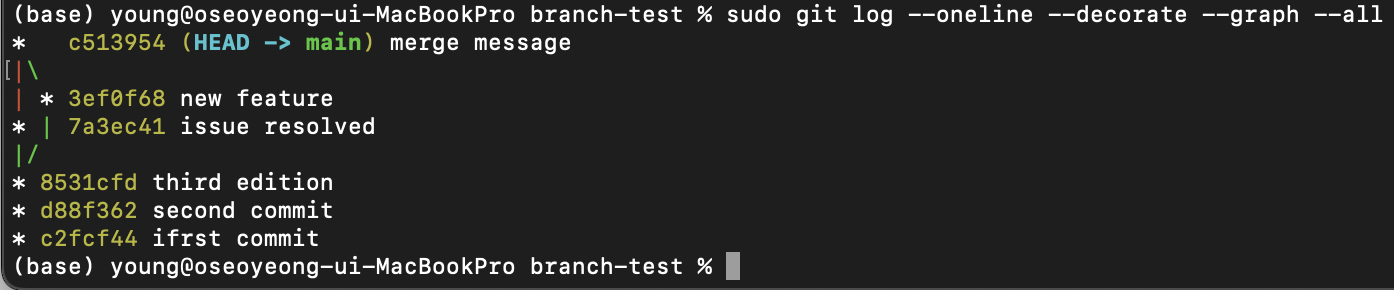 (base) young@oseoyeong-ui-MacBookPro branch-test % sudo git log --oneline --decorate --graph --all
*   c513954 (HEAD -> main) merge message
[|\
| * 3ef0f68 new feature
* | 7a3ec41 issue resolved
|/
* 8531cfd third edition
* d88f362 second commit
* c2fcf44 ifrst commit
(base) young@oseoyeong-ui-MacBookPro branch-test %